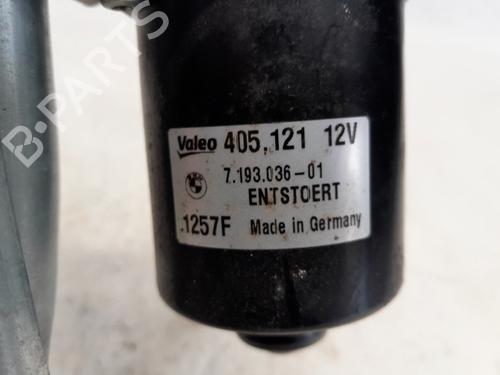 B-PARTS
Valeo 405,121 12V
7.193.036-01
ENTSTOERT
.1257F Made in Germany